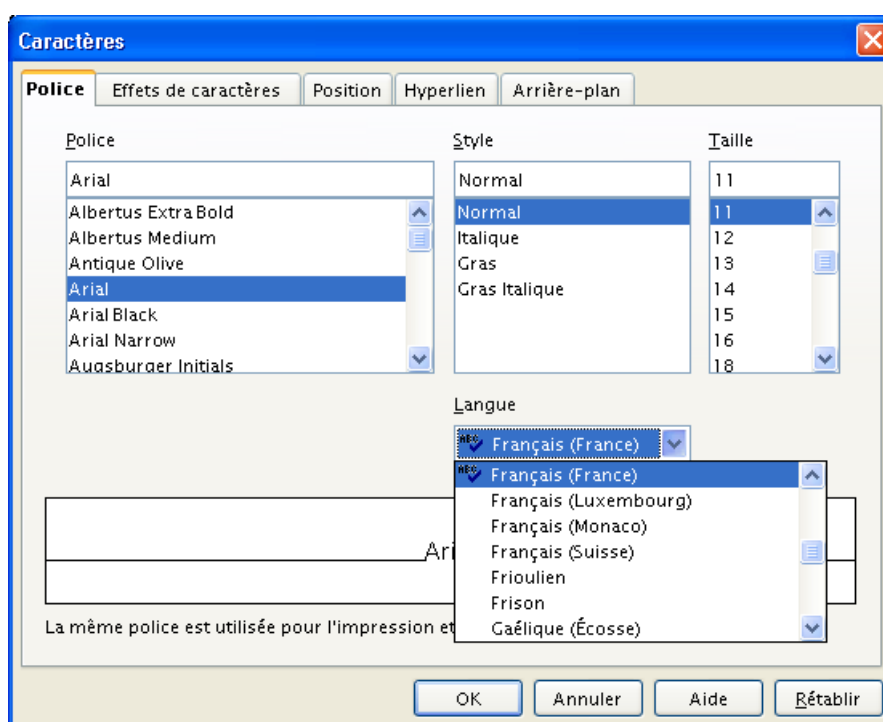 Caractères
Police Effets de caractères Position Hyperlien Arrière-plan
Police Style Taille
Arial Normal 11
Albertus Extra Bold Normal 11
Albertus Medium Italique 12
Antique Olive Gras 13
Arial Gras Italique 14
Arial Black 15
Arial Narrow 16
Augsburger Initials 18
Langue
ABC Français (France)
ABC Français (France)
Français (Luxembourg)
Français (Monaco)
Français (Suisse)
Ari
Frioulien
Frison
La même police est utilisée pour l'impression et Gaélique (Écosse)
OK Annuler Aide Rétablir